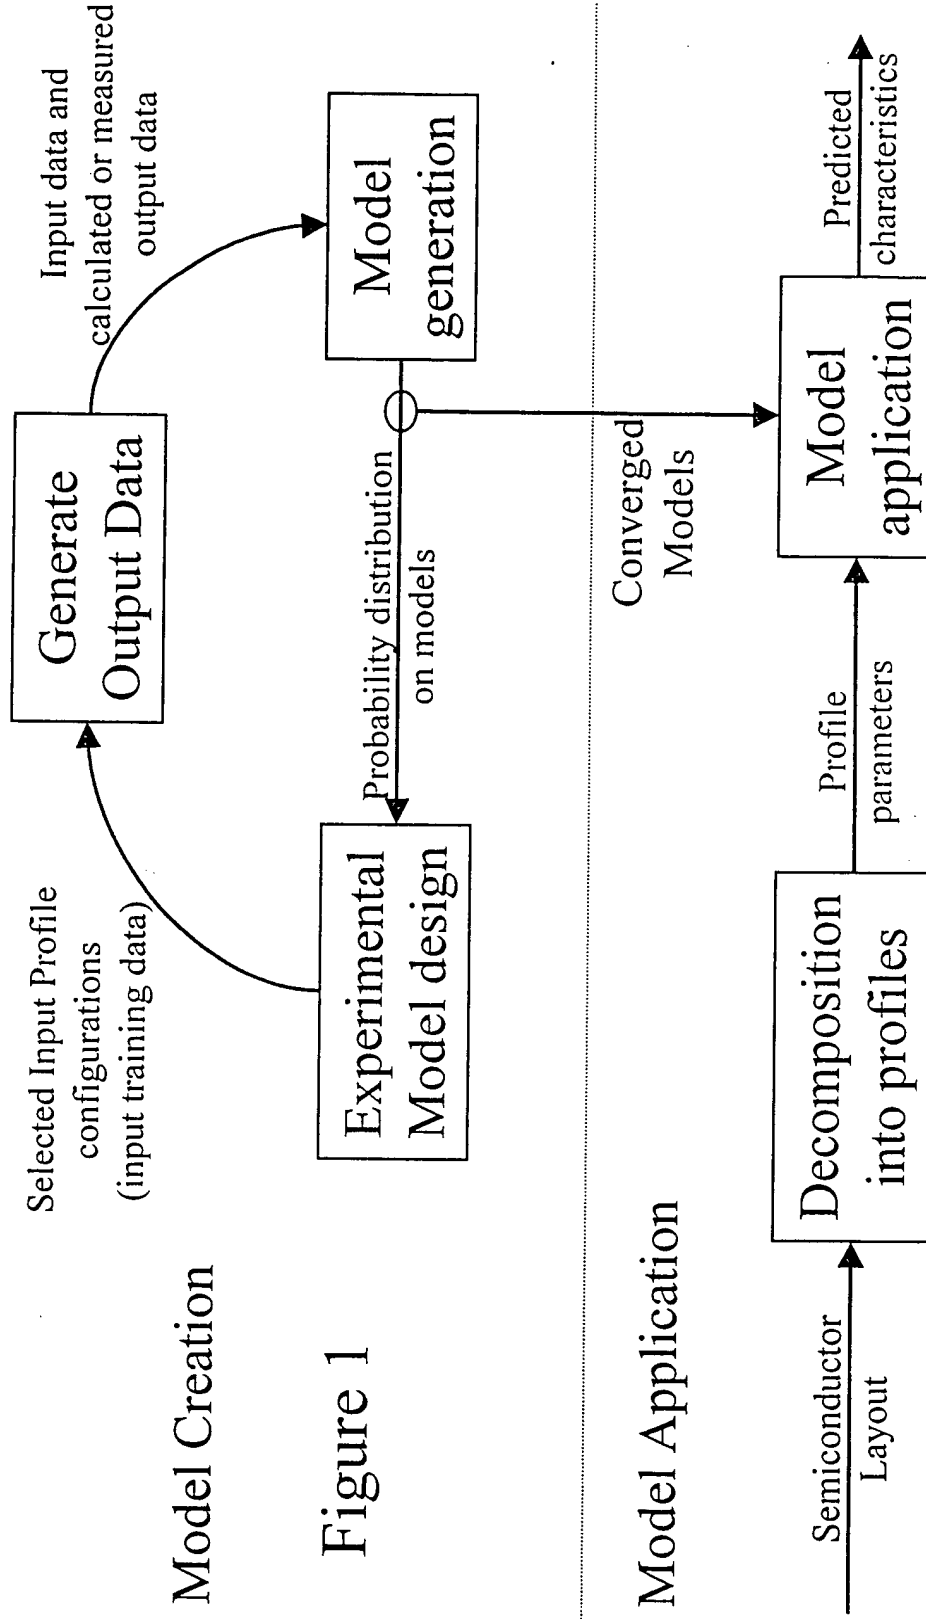 Model Creation
Figure 1
Selected Input Profile
configurations
(input training data)
Generate
Output Data
Input data and
calculated or measured
output data
Experimental
Model design
Probability distribution
on models
Model
generation
Converged
Models
Model Application
Semiconductor
Layout
Decomposition
into profiles
Profile
parameters
Model
application
Predicted
characteristics